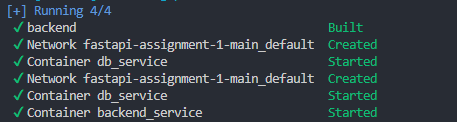 [+] Running 4/4
✔ backend Built
✔ Network fastapi-assignment-1-main_default Created
✔ Container db_service Started
✔ Network fastapi-assignment-1-main_default Created
✔ Container db_service Started
✔ Container backend_service Started